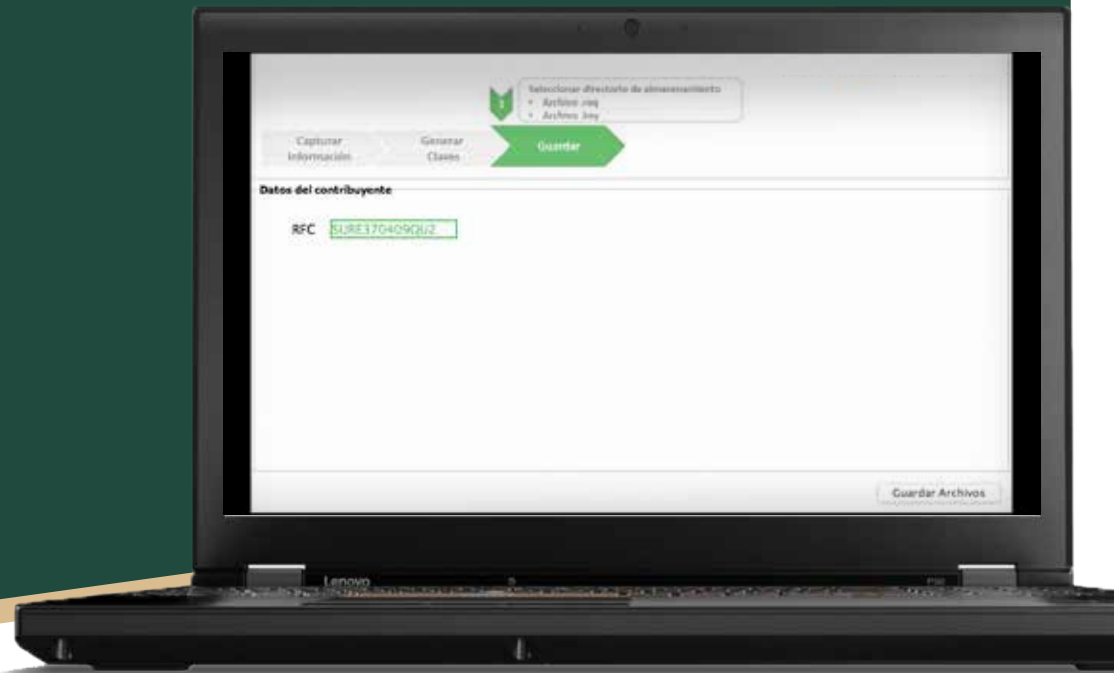 Seleccionar directorio de almacenamiento
• Archivo .req
• Archivo .key
Capturar
Información
Generar
Claves
Guardar
Datos del contribuyente
RFC
Guardar Archivos
Lenovo